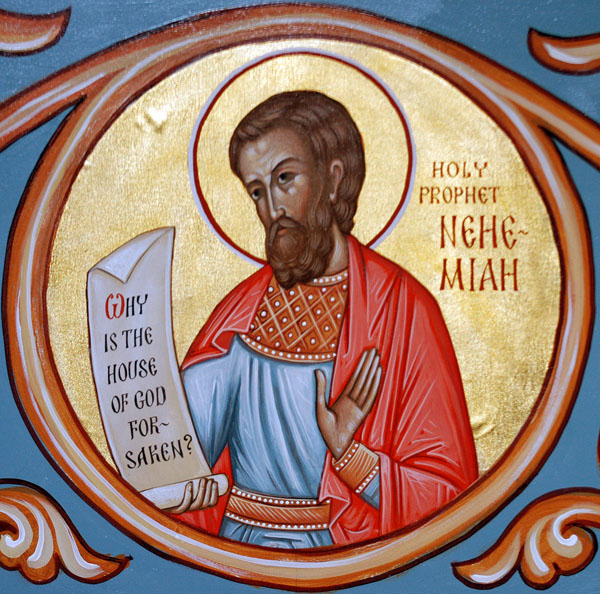 WHY
IS THE
HOUSE
OF GOD
FOR~
SAKEN?
HOLY
PROPHET
NEHE~
MIAH